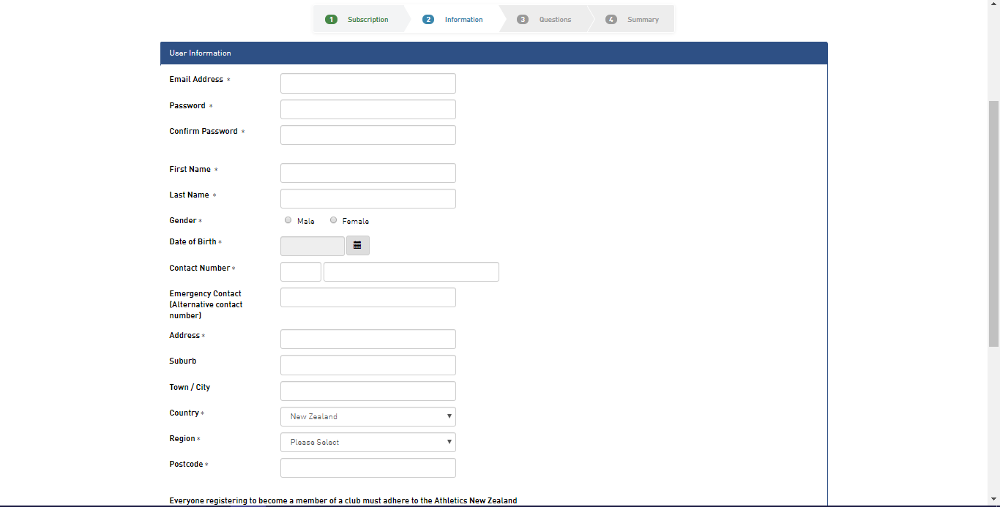 1 Subscription 2 Information 3 Questions 4 Summary
User Information
Email Address *
Password *
Confirm Password *
First Name *
Last Name *
Gender * Male Female
Date of Birth *
Contact Number *
Emergency Contact
(Alternative contact
number)
Address *
Suburb
Town / City
Country * New Zealand
Region * Please Select
Postcode *
Everyone registering to become a member of a club must adhere to the Athletics New Zealand